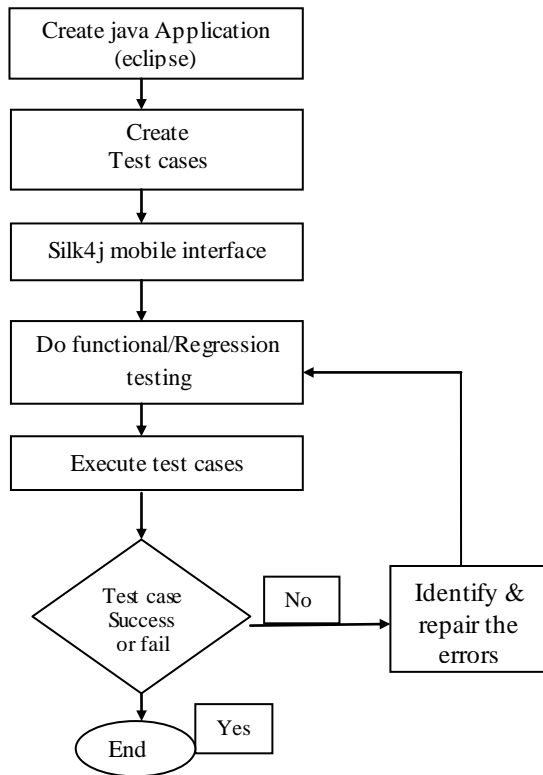 Create java Application
(eclipse)
Create
Test cases
Silk4j mobile interface
Do functional/Regression
testing
Execute test cases
Test case
Success
or fail
No
Identify &
repair the
errors
Yes
End